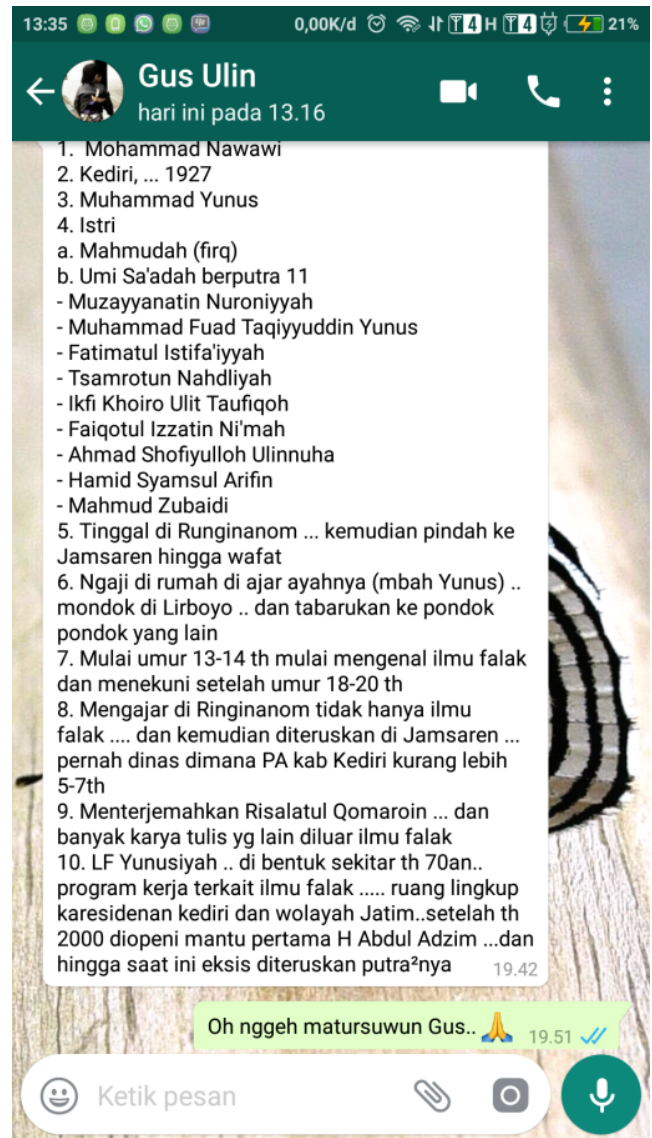 13:35 0,00K/d 4 H 4 21%
Gus Ulin
hari ini pada 13.16
1. Mohammad Nawawi
2. Kediri, ... 1927
3. Muhammad Yunus
4. Istri
a. Mahmudah (firq)
b. Umi Sa'adah berputra 11
- Muzayyanatin Nuroniyyah
- Muhammad Fuad Taqiyyuddin Yunus
- Fatimatul Istifa'iyyah
- Tsamrotun Nahdliyah
- Ikfi Khoiro Ulit Taufiqoh
- Faiqotul Izzatin Ni'mah
- Ahmad Shofiyulloh Ulinnuha
- Hamid Syamsul Arifin
- Mahmud Zubaidi
5. Tinggal di Runginanom ... kemudian pindah ke
Jamsaren hingga wafat
6. Ngaji di rumah di ajar ayahnya (mbah Yunus) ..
mondok di Lirboyo .. dan tabarukan ke pondok
pondok yang lain
7. Mulai umur 13-14 th mulai mengenal ilmu falak
dan menekuni setelah umur 18-20 th
8. Mengajar di Ringinanom tidak hanya ilmu
falak .... dan kemudian diteruskan di Jamsaren ...
pernah dinas dimana PA kab Kediri kurang lebih
5-7th
9. Menterjemahkan Risalatul Qomaroin ... dan
banyak karya tulis yg lain diluar ilmu falak
10. LF Yunusiyah .. di bentuk sekitar th 70an..
program kerja terkait ilmu falak ..... ruang lingkup
karesidenan kediri dan wolayah Jatim..setelah th
2000 diopeni mantu pertama H Abdul Adzim ...dan
hingga saat ini eksis diteruskan putra²nya 19.42
Oh nggeh matursuwun Gus.. 🙏 19.51
Ketik pesan